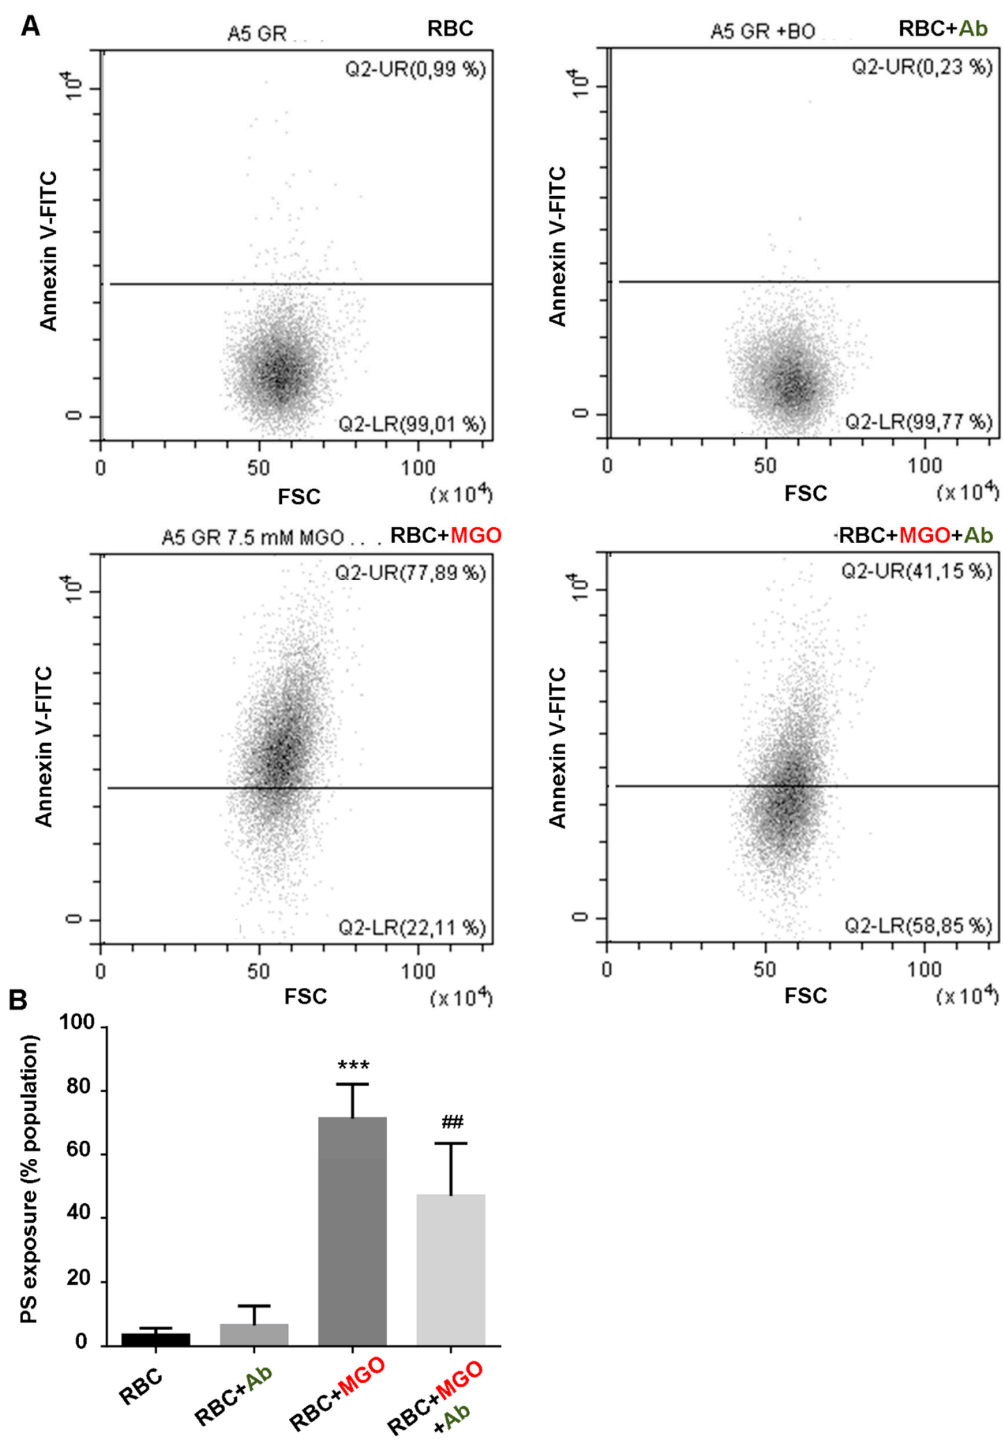 A
A5 GR . . . .
RBC
Q2-UR(0,99 %)
10⁴
Annexin V-FITC
0
Q2-LR(99,01 %)
0 50 100
FSC
(x 10⁴)
A5 GR +BO
RBC+Ab
Q2-UR(0,23 %)
10⁴
Annexin V-FITC
0
Q2-LR(99,77 %)
0 50 100
FSC
(x 10⁴)
A5 GR 7.5 mM MGO . . . .
RBC+MGO
Q2-UR(77,89 %)
10⁴
Annexin V-FITC
0
Q2-LR(22,11 %)
0 50 100
FSC
(x 10⁴)
RBC+MGO+Ab
Q2-UR(41,15 %)
10⁴
Annexin V-FITC
0
Q2-LR(58,85 %)
0 50 100
FSC
(x 10⁴)
B
PS exposure (% population)
100
80
60
40
20
0
***
##
RBC
RBC+Ab
RBC+MGO
RBC+MGO
+Ab